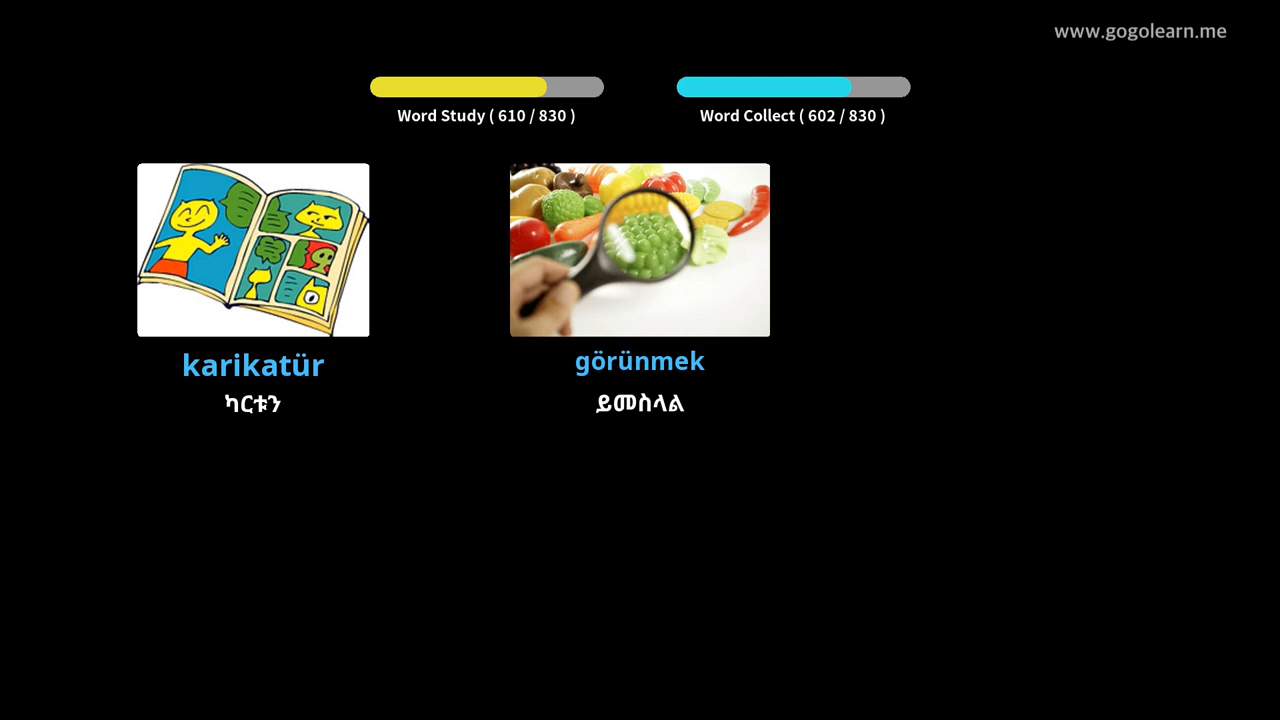 www.gogolearn.me
Word Study ( 610 / 830 )
Word Collect ( 602 / 830 )
karikatür
ካርቱን
görünmek
ይመስላል